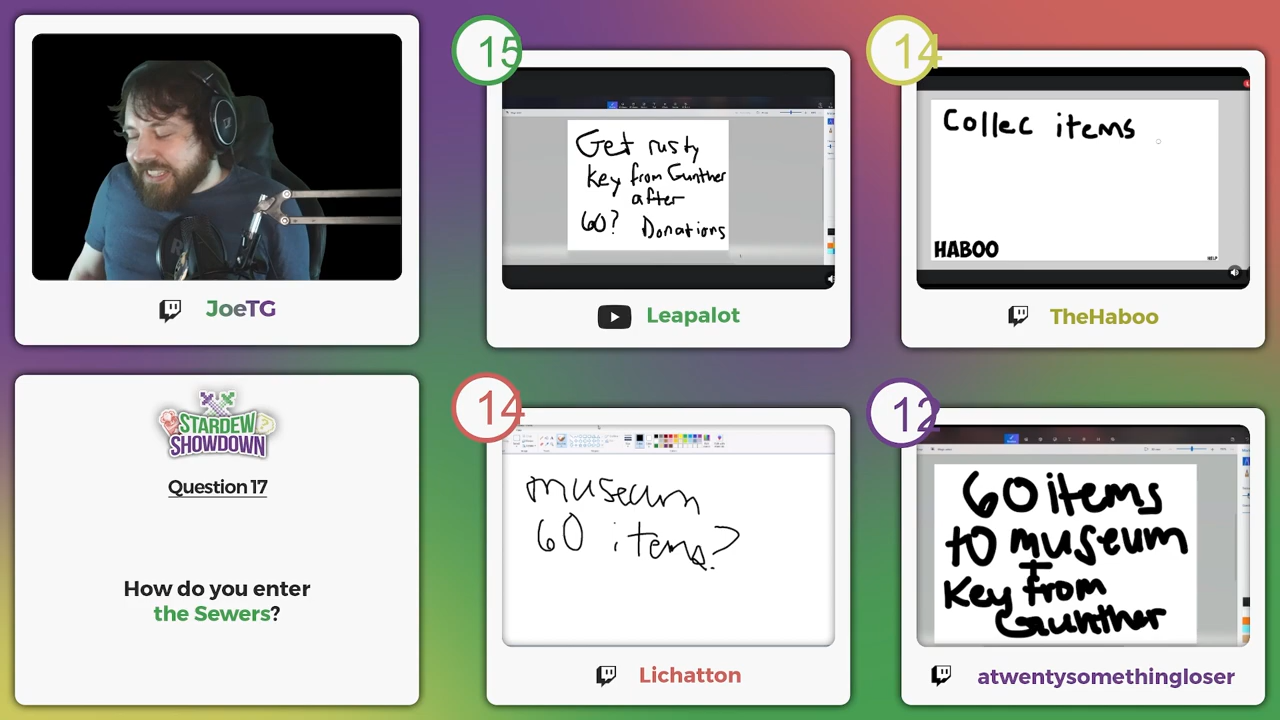 JoeTG
15
Get rusty
key from Gunther
after
60? Donations
Leapalot
14
Collec items
HABOO
HELP
TheHaboo
STARDEW
SHOWDOWN
Question 17
How do you enter
the Sewers?
14
museum
60 items?
Lichatton
12
60 items
to museum
+
Key from
Gunther
atwentysomethingloser